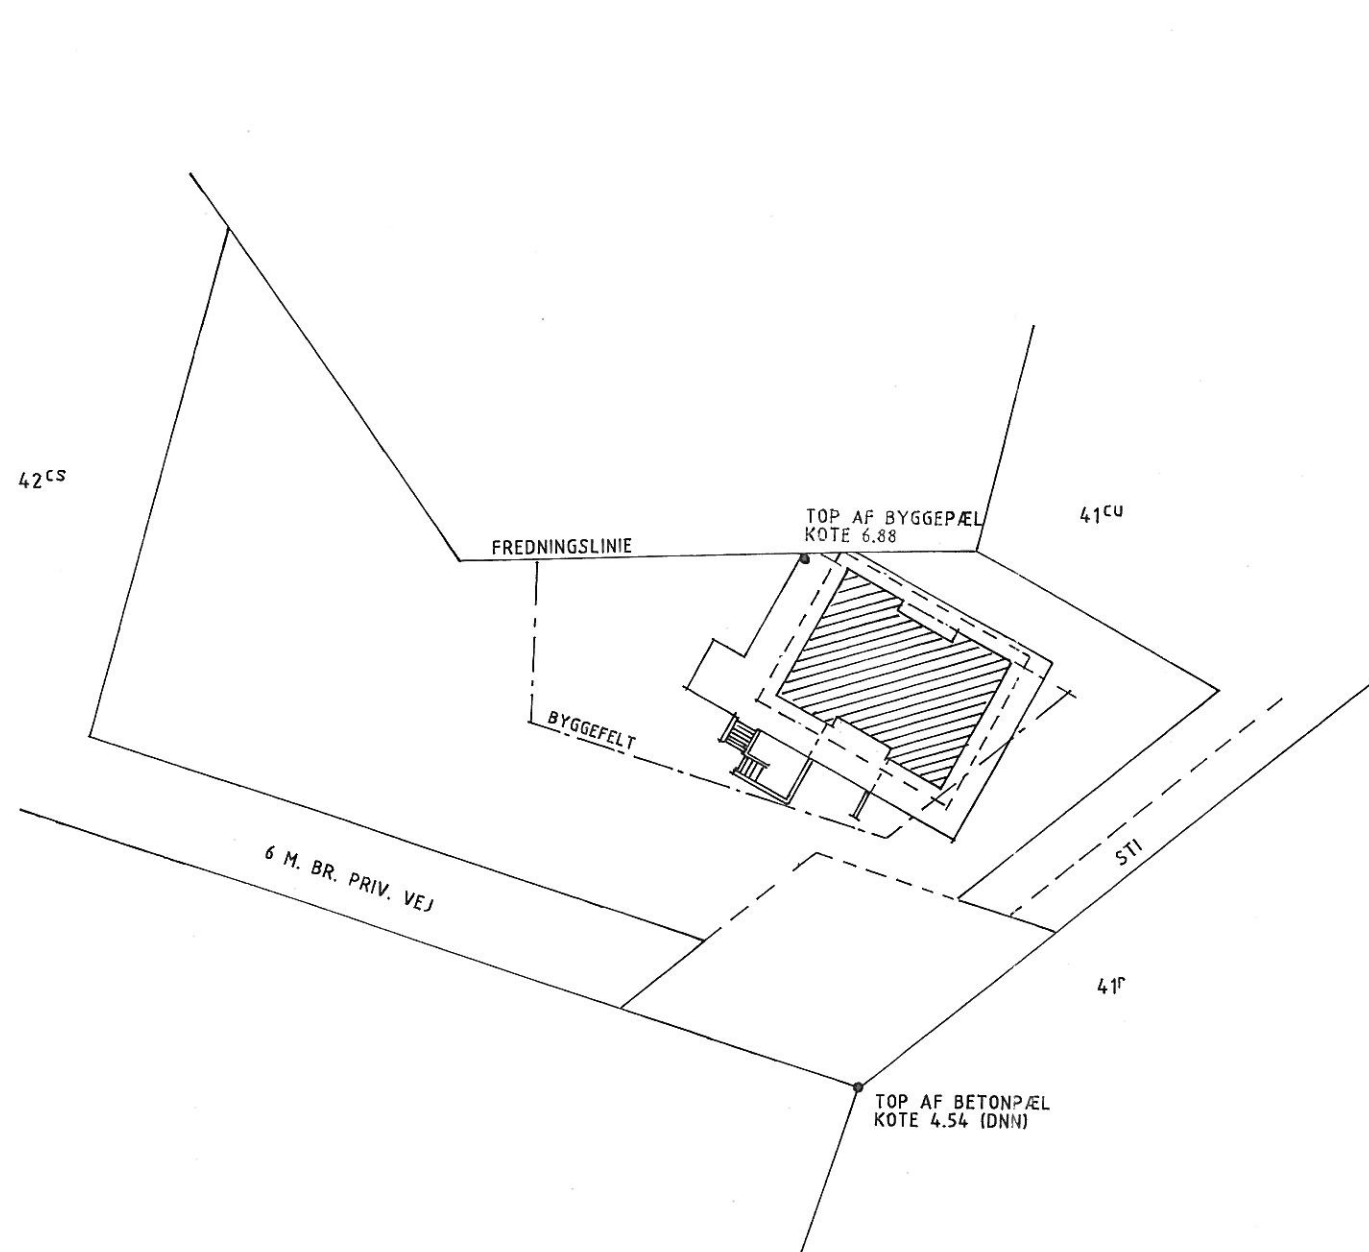 42cs
TOP AF BYGGEPÆL
KOTE 6.88
41cu
FREDNINGSLINIE
BYGGEFELT
6 M. BR. PRIV. VEJ
STI
41r
TOP AF BETONPÆL
KOTE 4.54 (DNN)